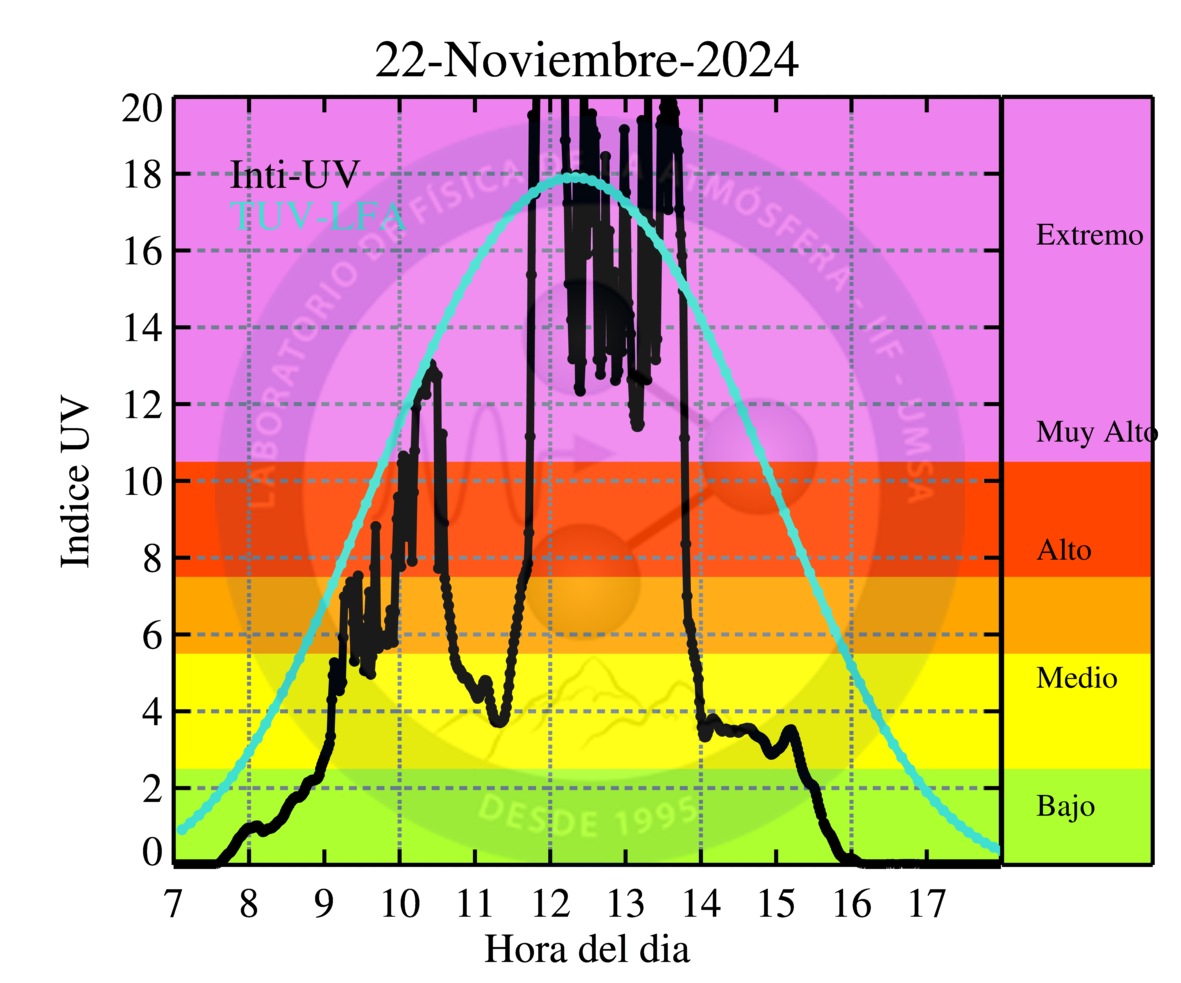 22-Noviembre-2024
Indice UV
20
18
16
14
12
10
8
6
4
2
0
Inti-UV
TUV-LFA
LABORATORIO DE FÍSICA DE LA ATMÓSFERA - IIF - UMSA
DESDE 1995
Extremo
Muy Alto
Alto
Medio
Bajo
7 8 9 10 11 12 13 14 15 16 17
Hora del dia